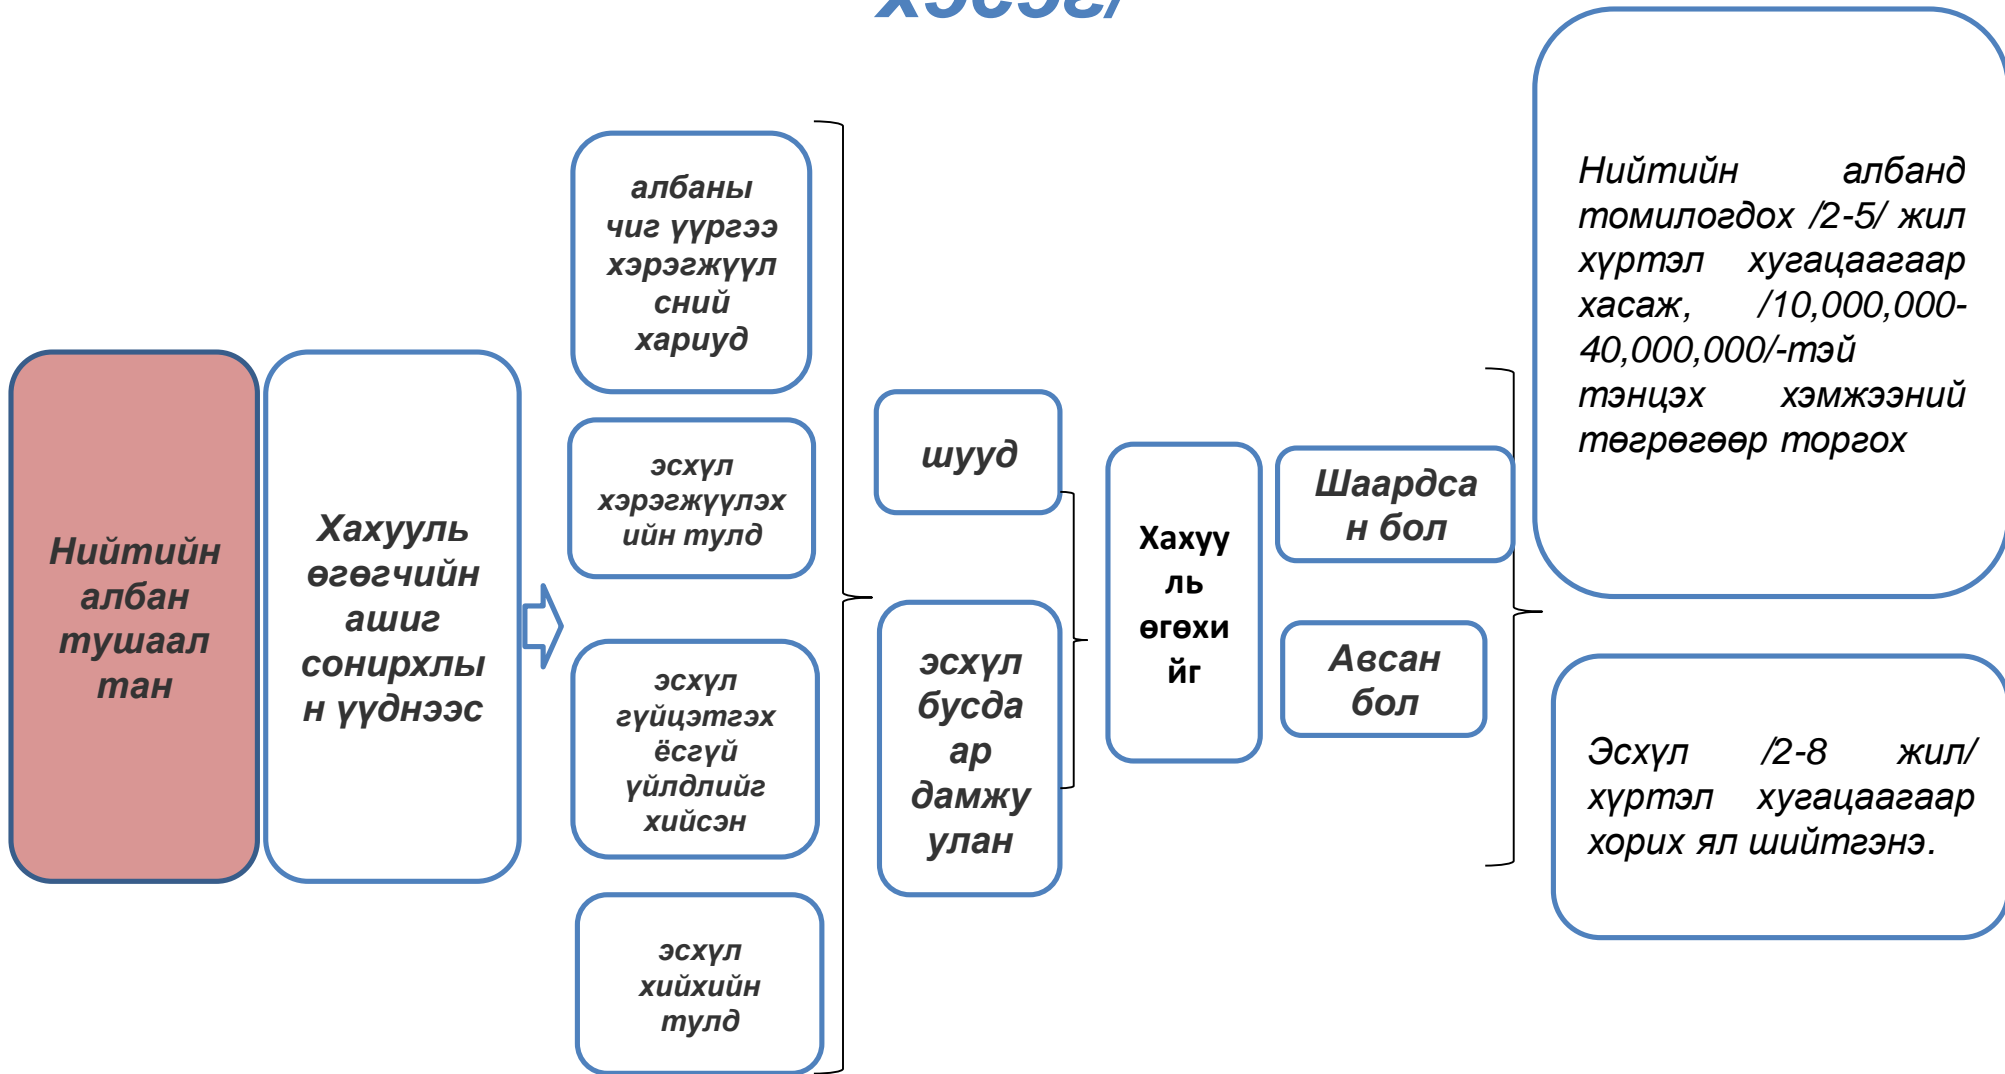 хэсэг/
Нийтийн
албан
тушаал
тан
Хахууль
өгөгчийн
ашиг
сонирхлы
н үүднээс
албаны
чиг үүргээ
хэрэгжүүл
сний
хариуд
эсхүл
хэрэгжүүлэх
ийн тулд
эсхүл
гүйцэтгэх
ёсгүй
үйлдлийг
хийсэн
эсхүл
хийхийн
тулд
шууд
эсхүл
бусда
ар
дамжу
улан
Хахуу
ль
өгөхи
йг
Шаардса
н бол
Авсан
бол
Нийтийн албанд
томилогдох /2-5/ жил
хүртэл хугацаагаар
хасаж, /10,000,000-
40,000,000/-тэй
тэнцэх хэмжээний
төгрөгөөр торгох
Эсхүл /2-8 жил/
хүртэл хугацаагаар
хорих ял шийтгэнэ.